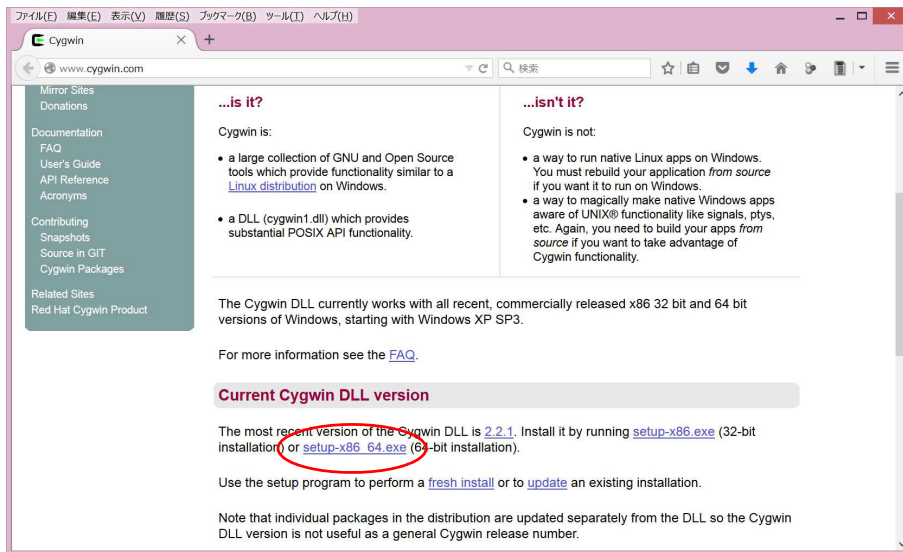 ファイル(F) 編集(E) 表示(V) 履歴(S) ブックマーク(B) ツール(T) ヘルプ(H)
Cygwin
www.cygwin.com
検索
Mirror Sites
Donations
Documentation
FAQ
User's Guide
API Reference
Acronyms
Contributing
Snapshots
Source in GIT
Cygwin Packages
Related Sites
Red Hat Cygwin Product
...is it?
Cygwin is:
• a large collection of GNU and Open Source
tools which provide functionality similar to a
Linux distribution on Windows.
• a DLL (cygwin1.dll) which provides
substantial POSIX API functionality.
...isn't it?
Cygwin is not:
• a way to run native Linux apps on Windows.
You must rebuild your application from source
if you want it to run on Windows.
• a way to magically make native Windows apps
aware of UNIX® functionality like signals, ptys,
etc. Again, you need to build your apps from
source if you want to take advantage of
Cygwin functionality.
The Cygwin DLL currently works with all recent, commercially released x86 32 bit and 64 bit
versions of Windows, starting with Windows XP SP3.
For more information see the FAQ.
Current Cygwin DLL version
The most recent version of the Cygwin DLL is 2.2.1. Install it by running setup-x86.exe (32-bit
installation) or setup-x86_64.exe (64-bit installation).
Use the setup program to perform a fresh install or to update an existing installation.
Note that individual packages in the distribution are updated separately from the DLL so the Cygwin
DLL version is not useful as a general Cygwin release number.